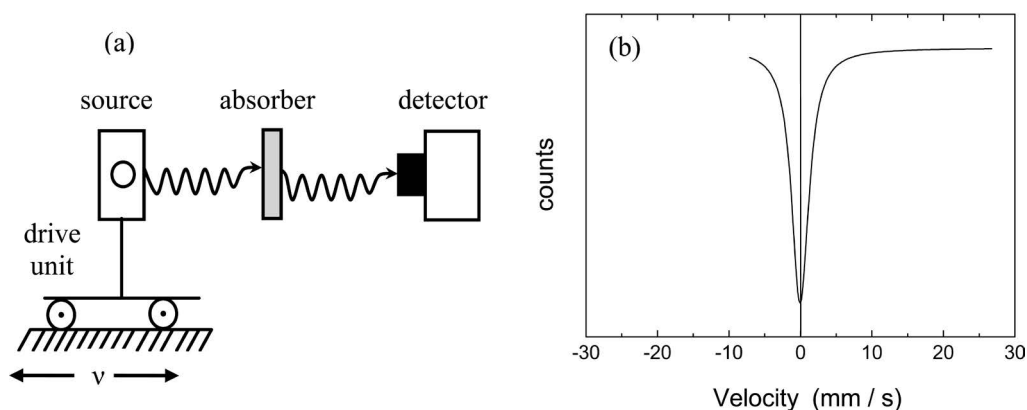 (a)
source absorber detector
drive
unit
v
(b)
counts
-30 -20 -10 0 10 20 30
Velocity (mm / s)